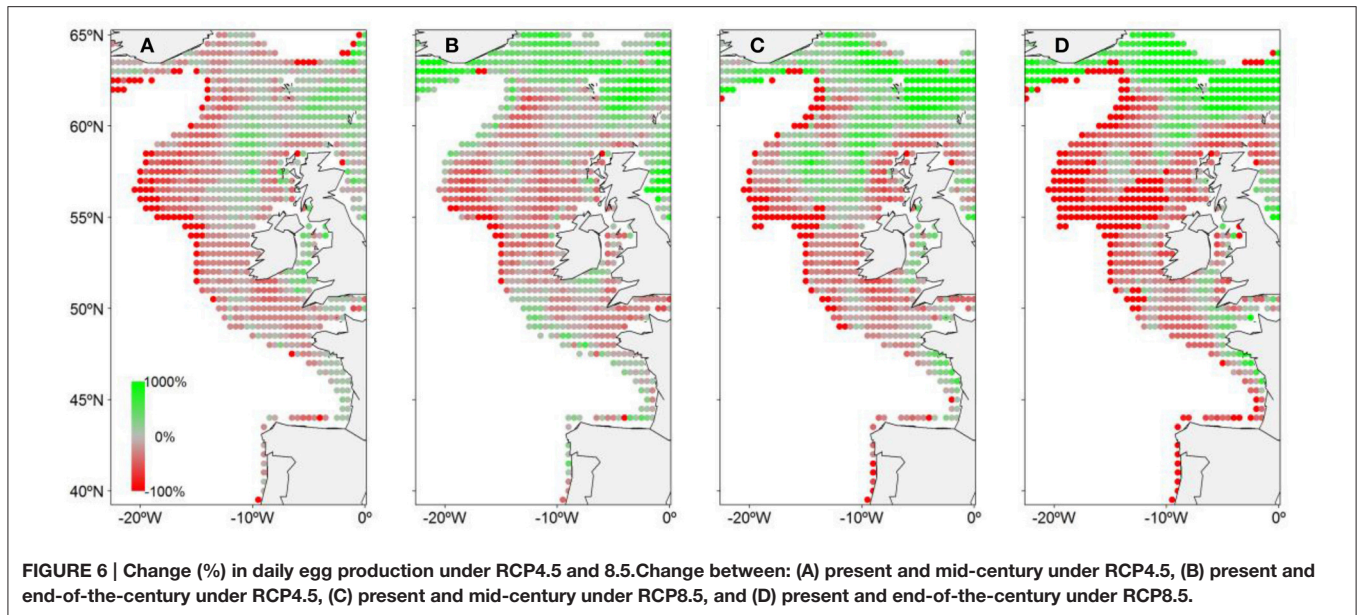 65ºN
60ºN
55ºN
50ºN
45ºN
40ºN
A
B
C
D
1000%
0%
-100%
-20ºW -10ºW 0º
-20ºW -10ºW 0º
-20ºW -10ºW 0º
-20ºW -10ºW 0º
FIGURE 6 | Change (%) in daily egg production under RCP4.5 and 8.5.Change between: (A) present and mid-century under RCP4.5, (B) present and
end-of-the-century under RCP4.5, (C) present and mid-century under RCP8.5, and (D) present and end-of-the-century under RCP8.5.